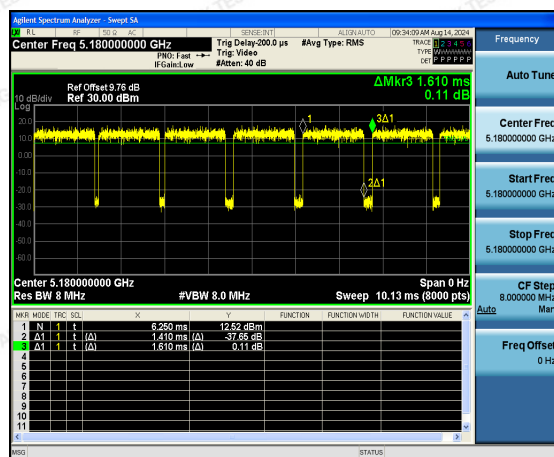 Agilent Spectrum Analyzer - Swept SA
RL RF 50 Ω AC SENSE:INT ALIGN AUTO 09:34:09 AM Aug 14, 2024
Center Freq 5.180000000 GHz
PNO: Fast
IFGain:Low
Trig Delay-200.0 µs
Trig: Video
#Atten: 40 dB
#Avg Type: RMS
TRACE 1 2 3 4 5 6
TYPE
DET P P P P P P
Frequency
Ref Offset 9.76 dB
Ref 30.00 dBm
10 dB/div
Log
ΔMkr3 1.610 ms
0.11 dB
20.0
10.0
0.00
-10.0
-20.0
-30.0
-40.0
-50.0
-60.0
1
3Δ1
2Δ1
Center 5.180000000 GHz Span 0 Hz
Res BW 8 MHz #VBW 8.0 MHz Sweep 10.13 ms (8000 pts)
MKR MODE TRC SCL X Y FUNCTION FUNCTION WIDTH FUNCTION VALUE
1 N 1 t 6.250 ms 12.52 dBm
2 Δ1 1 t (Δ) 1.410 ms (Δ) -37.65 dB
3 Δ1 1 t (Δ) 1.610 ms (Δ) 0.11 dB
4
5
6
7
8
9
10
11
MSG STATUS
Auto Tune
Center Freq
5.180000000 GHz
Start Freq
5.180000000 GHz
Stop Freq
5.180000000 GHz
CF Step
8.000000 MHz
Auto Man
Freq Offset
0 Hz